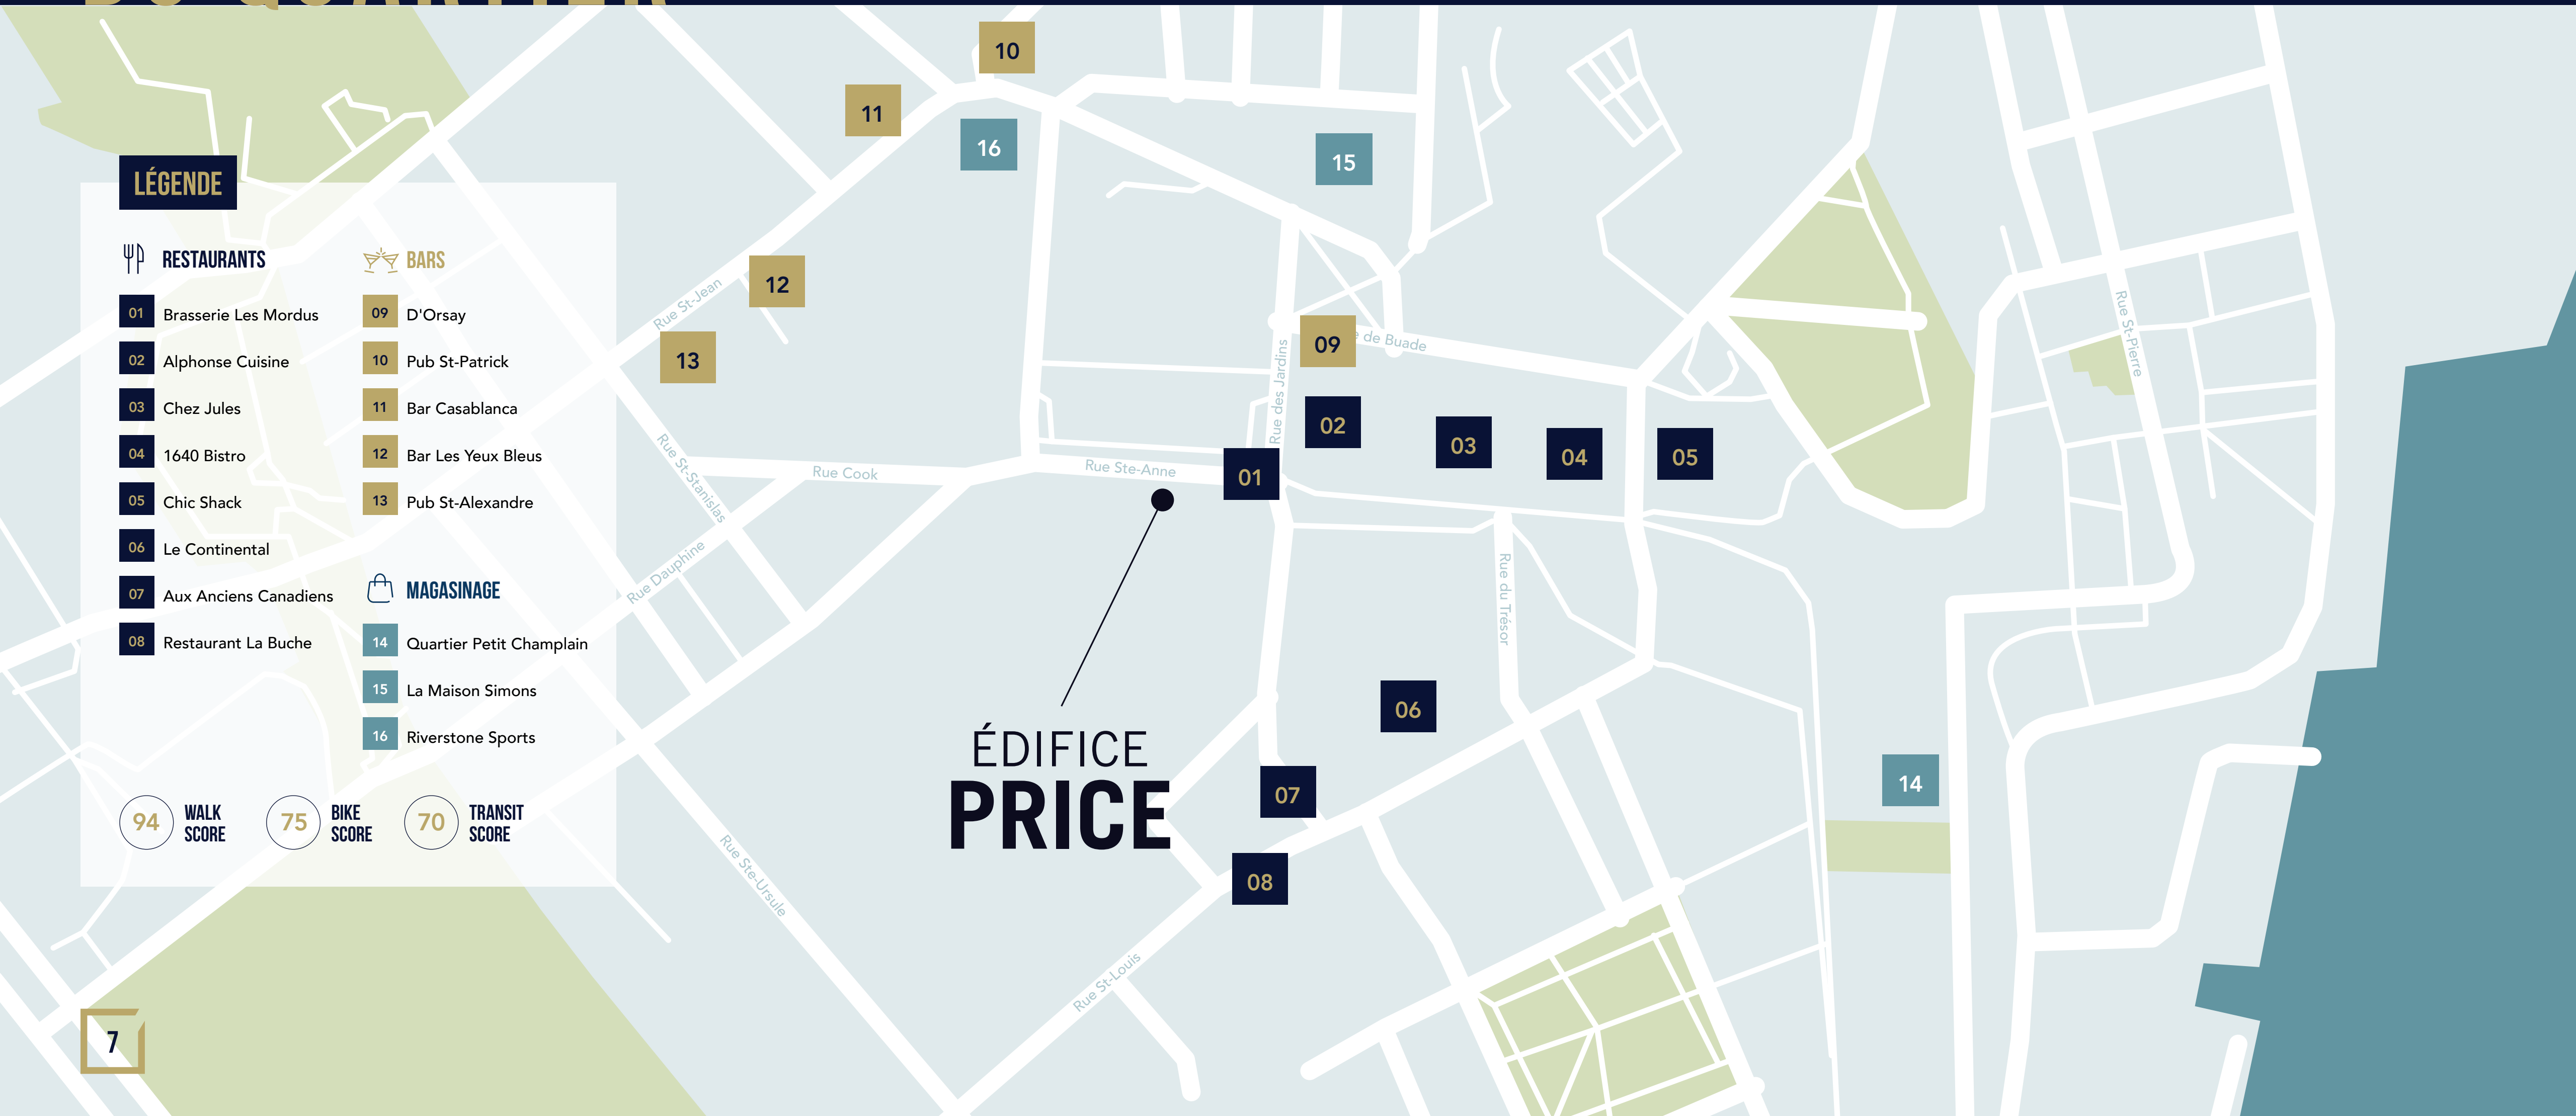 DU QUARTIER
LÉGENDE
RESTAURANTS
01 Brasserie Les Mordus
02 Alphonse Cuisine
03 Chez Jules
04 1640 Bistro
05 Chic Shack
06 Le Continental
07 Aux Anciens Canadiens
08 Restaurant La Buche
BARS
09 D'Orsay
10 Pub St-Patrick
11 Bar Casablanca
12 Bar Les Yeux Bleus
13 Pub St-Alexandre
MAGASINAGE
14 Quartier Petit Champlain
15 La Maison Simons
16 Riverstone Sports
94 WALK
SCORE
75 BIKE
SCORE
70 TRANSIT
SCORE
7
10
11
16
15
12
13
09
02
03
04
05
01
06
07
08
14
Rue St-Jean
de Buade
Rue des Jardins
Rue St-Pierre
Rue St-Stanislas
Rue Cook
Rue Ste-Anne
Rue Dauphine
Rue du Trésor
Rue Ste-Ursule
Rue St-Louis
ÉDIFICE
PRICE